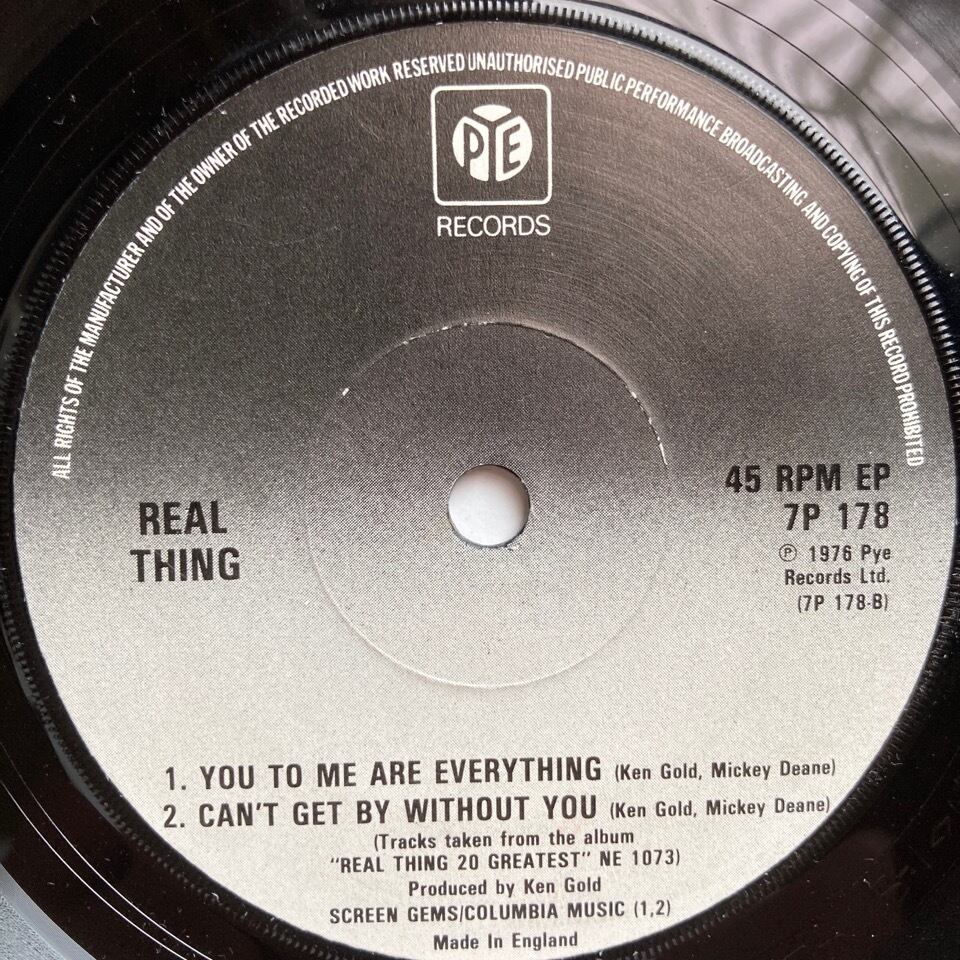 ALL RIGHTS OF THE MANUFACTURER AND OF THE OWNER OF THE RECORDED WORK RESERVED UNAUTHORISED PUBLIC PERFORMANCE BROADCASTING AND COPYING OF THIS RECORD PROHIBITED
PYE
RECORDS
REAL
THING
45 RPM EP
7P 178
℗ 1976 Pye
Records Ltd.
(7P 178-B)
1. YOU TO ME ARE EVERYTHING (Ken Gold, Mickey Deane)
2. CAN'T GET BY WITHOUT YOU (Ken Gold, Mickey Deane)
(Tracks taken from the album
"REAL THING 20 GREATEST" NE 1073)
Produced by Ken Gold
SCREEN GEMS/COLUMBIA MUSIC (1,2)
Made In England